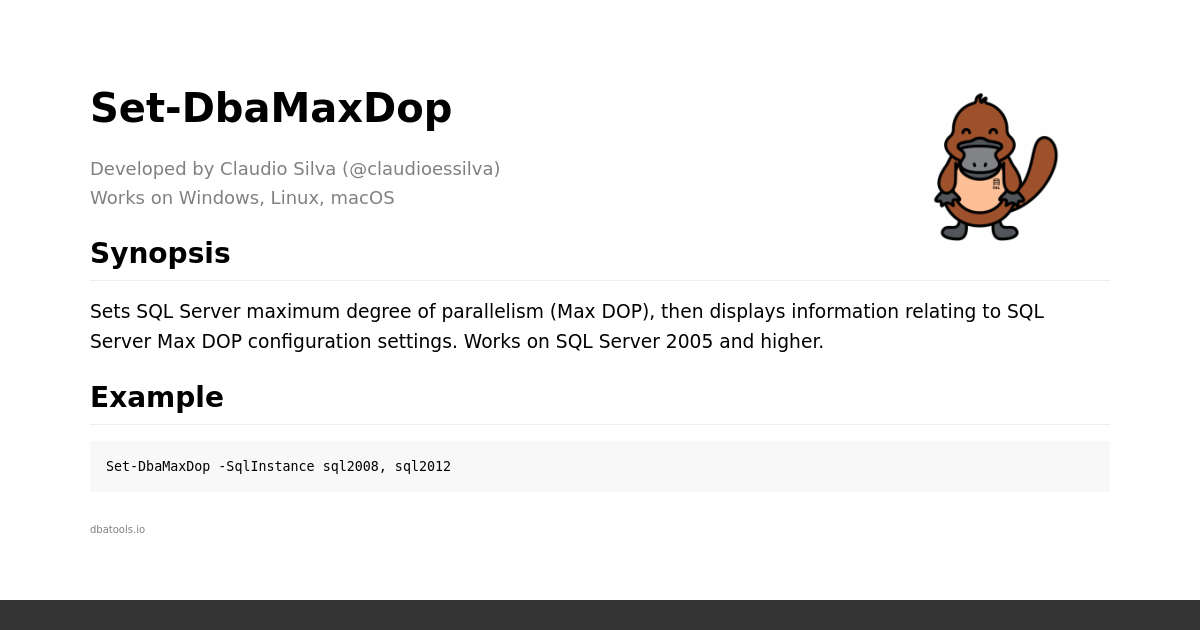 Set-DbaMaxDop
Developed by Claudio Silva (@claudioessilva)
Works on Windows, Linux, macOS
Synopsis
Sets SQL Server maximum degree of parallelism (Max DOP), then displays information relating to SQL
Server Max DOP configuration settings. Works on SQL Server 2005 and higher.
Example
Set-DbaMaxDop -SqlInstance sql2008, sql2012
dbatools.io